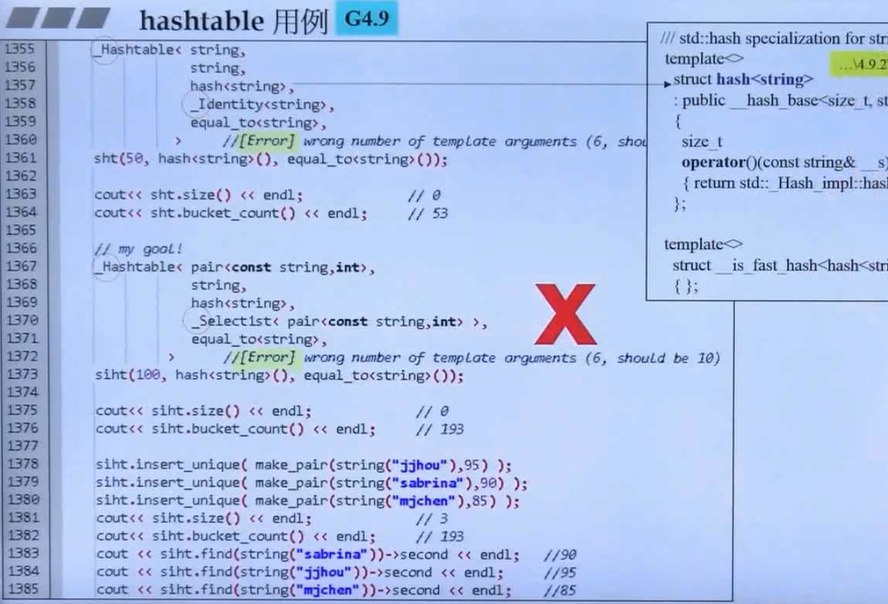 hashtable 用例 G4.9
1355 _Hashtable< string,
1356 string,
1357 hash<string>,
1358 _Identity<string>,
1359 equal_to<string>,
1360 > //[Error] wrong number of template arguments (6, shou
1361 sht(50, hash<string>(), equal_to<string>());
1362
1363 cout<< sht.size() << endl; // 0
1364 cout<< sht.bucket_count() << endl; // 53
1365
1366 // my goal!
1367 _Hashtable< pair<const string,int>,
1368 string,
1369 hash<string>,
1370 _Select1st< pair<const string,int> >,
1371 equal_to<string>,
1372 > //[Error] wrong number of template arguments (6, should be 10)
1373 siht(100, hash<string>(), equal_to<string>());
1374
1375 cout<< siht.size() << endl; // 0
1376 cout<< siht.bucket_count() << endl; // 193
1377
1378 siht.insert_unique( make_pair(string("jjhou"),95) );
1379 siht.insert_unique( make_pair(string("sabrina"),90) );
1380 siht.insert_unique( make_pair(string("mjchen"),85) );
1381 cout<< siht.size() << endl; // 3
1382 cout<< siht.bucket_count() << endl; // 193
1383 cout << siht.find(string("sabrina"))->second << endl; //90
1384 cout << siht.find(string("jjhou"))->second << endl; //95
1385 cout << siht.find(string("mjchen"))->second << endl; //85
X
/// std::hash specialization for stri
template<>
...\4.9.2
struct hash<string>
: public __hash_base<size_t, st
{
size_t
operator()(const string& __s)
{ return std::_Hash_impl::hash
};
template<>
struct __is_fast_hash<hash<stri
{ };